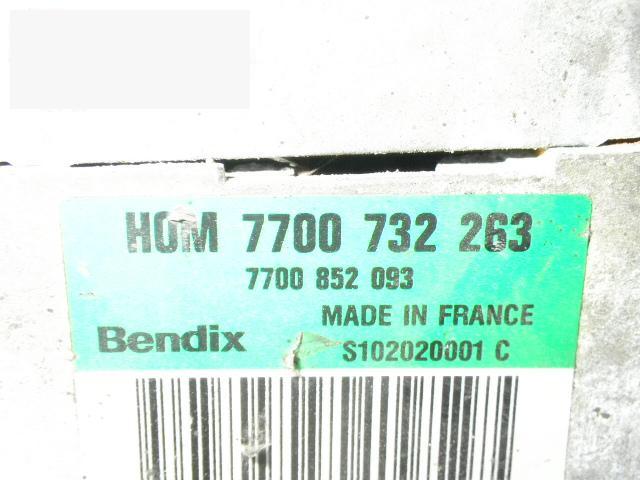 HOM 7700 732 263
7700 852 093
MADE IN FRANCE
Bendix
S102020001 C